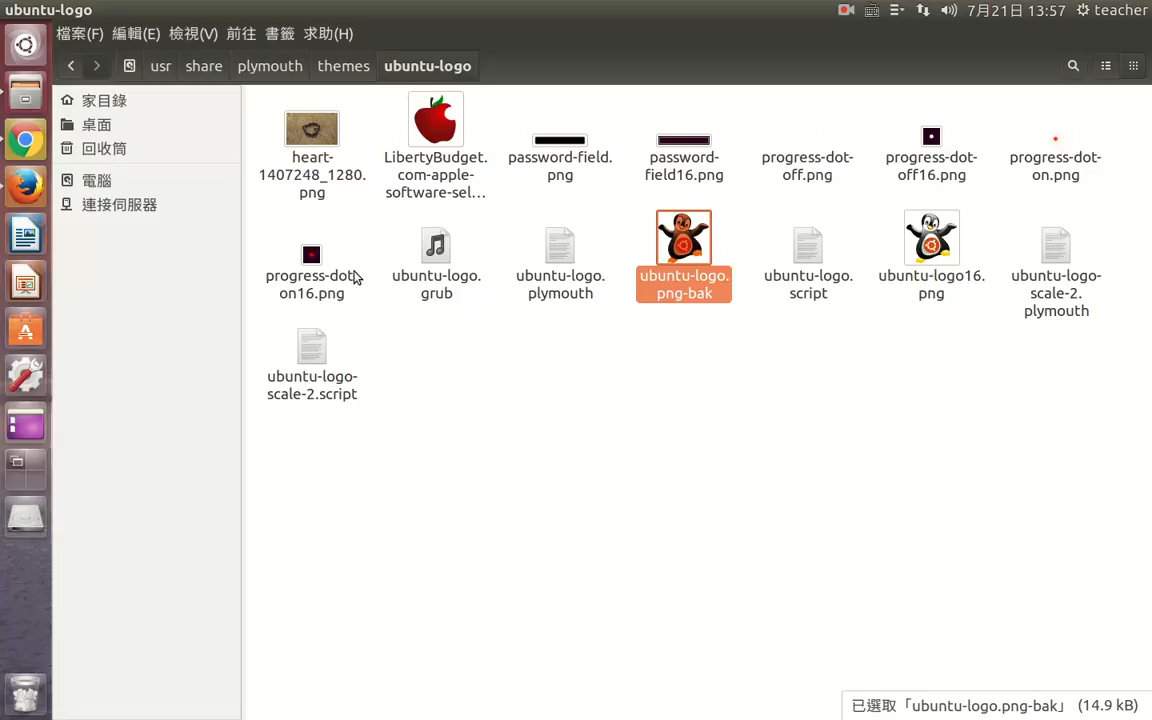 ubuntu-logo
7月21日 13:57
teacher
檔案(F) 編輯(E) 檢視(V) 前往 書籤 求助(H)
usr
share
plymouth
themes
ubuntu-logo
家目錄
桌面
回收筒
電腦
連接伺服器
heart-
1407248_1280.
png
LibertyBudget.
com-apple-
software-sel...
password-field.
png
password-
field16.png
progress-dot-
off.png
progress-dot-
off16.png
progress-dot-
on.png
progress-dot-
on16.png
ubuntu-logo.
grub
ubuntu-logo.
plymouth
ubuntu-logo.
png-bak
ubuntu-logo.
script
ubuntu-logo16.
png
ubuntu-logo-
scale-2.
plymouth
ubuntu-logo-
scale-2.script
已選取「ubuntu-logo.png-bak」 (14.9 kB)